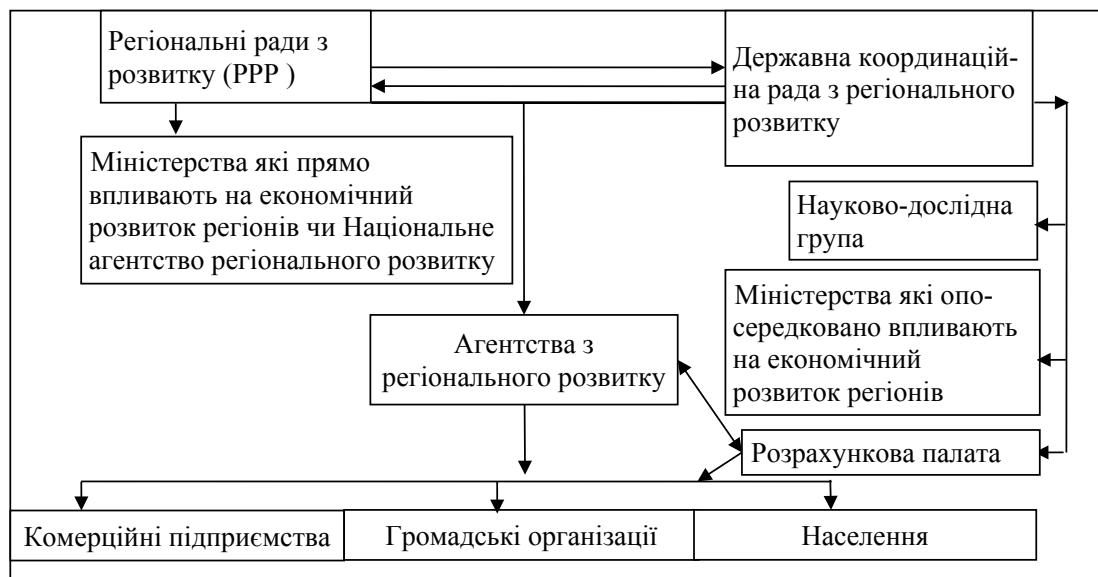 Регіональні ради з
розвитку (РРР )
Державна координацій-
на рада з регіонального
розвитку
Міністерства які прямо
впливають на економічний
розвиток регіонів чи Національне
агентство регіонального розвитку
Науково-дослідна
група
Міністерства які опо-
середковано впливають
на економічний
розвиток регіонів
Агентства з
регіонального розвитку
Розрахункова палата
Комерційні підприємства
Громадські організації
Населення